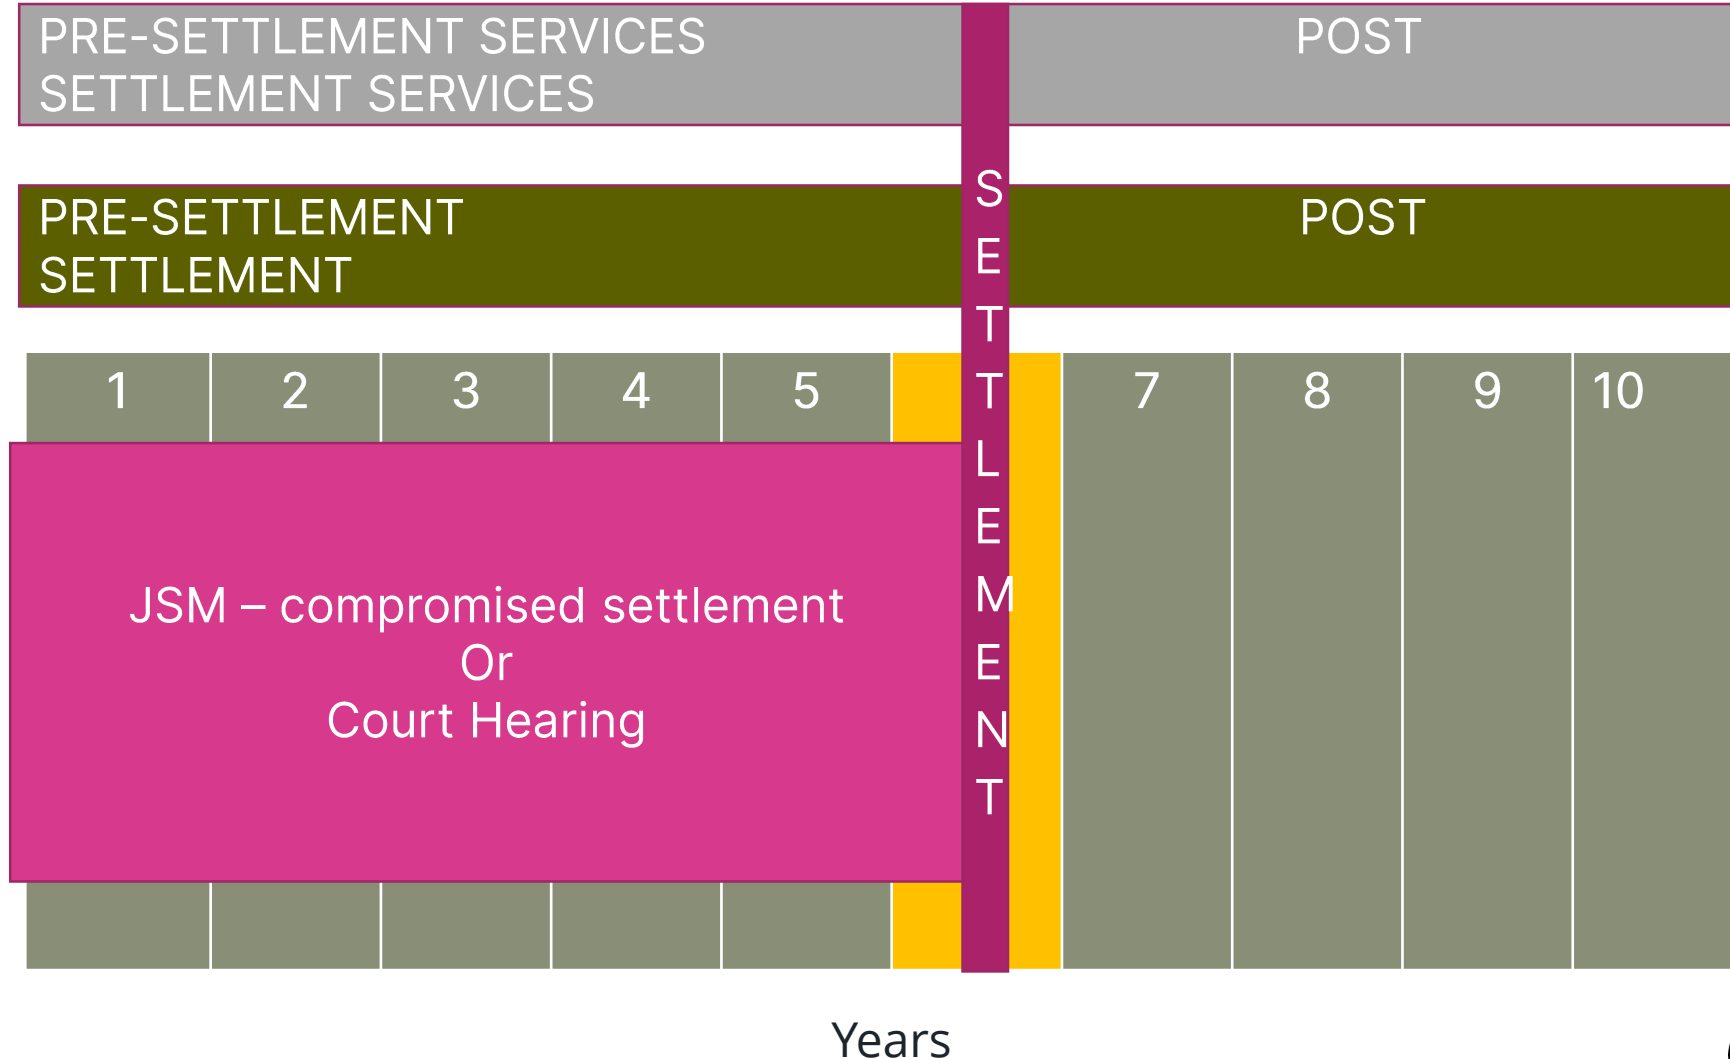 PRE-SETTLEMENT SERVICES POST
SETTLEMENT SERVICES
PRE-SETTLEMENT POST
SETTLEMENT
SETTLEMENT
1 2 3 4 5 7 8 9 10
JSM – compromised settlement
Or
Court Hearing
Years